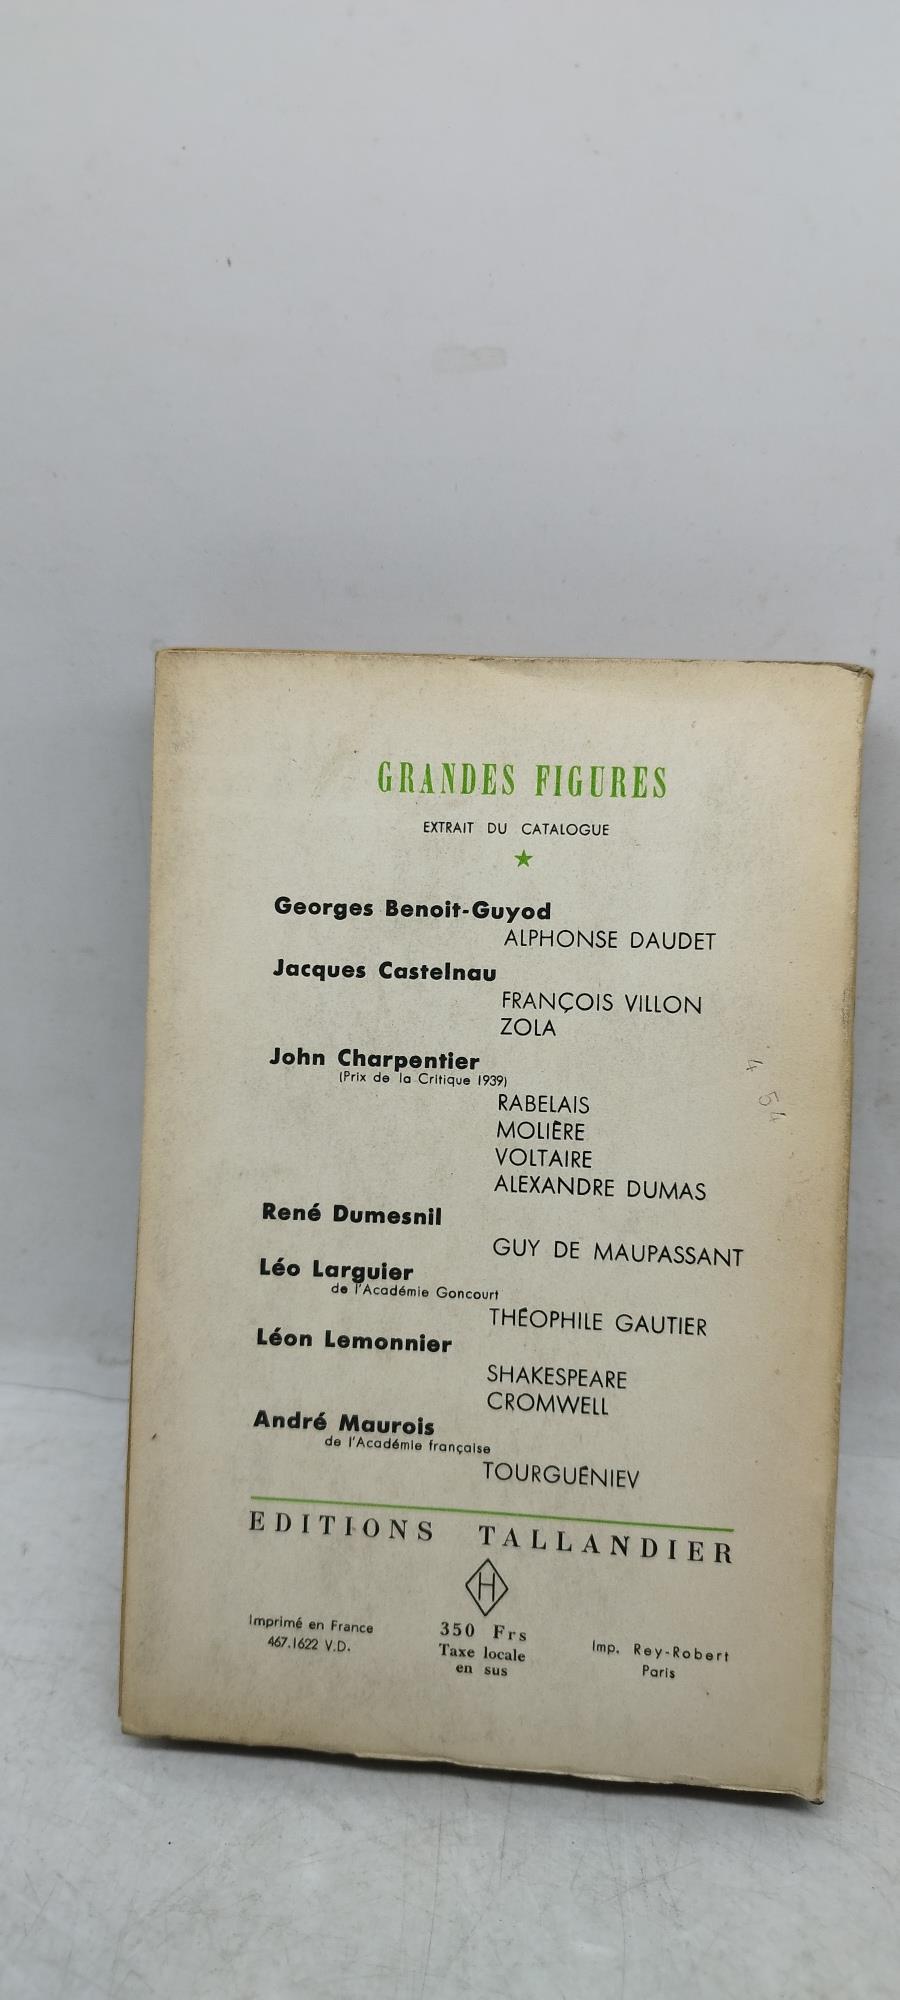 GRANDES FIGURES
EXTRAIT DU CATALOGUE
Georges Benoit-Guyod
ALPHONSE DAUDET
Jacques Castelnau
FRANÇOIS VILLON
ZOLA
John Charpentier
(Prix de la Critique 1939)
RABELAIS
MOLIÈRE
VOLTAIRE
ALEXANDRE DUMAS
René Dumesnil
GUY DE MAUPASSANT
Léo Larguier
de l'Académie Goncourt
THÉOPHILE GAUTIER
Léon Lemonnier
SHAKESPEARE
CROMWELL
André Maurois
de l'Académie française
TOURGUÉNIEV
EDITIONS TALLANDIER
H
Imprimé en France
467.1622 V.D.
350 Frs
Taxe locale
en sus
Imp. Rey-Robert
Paris
4 54